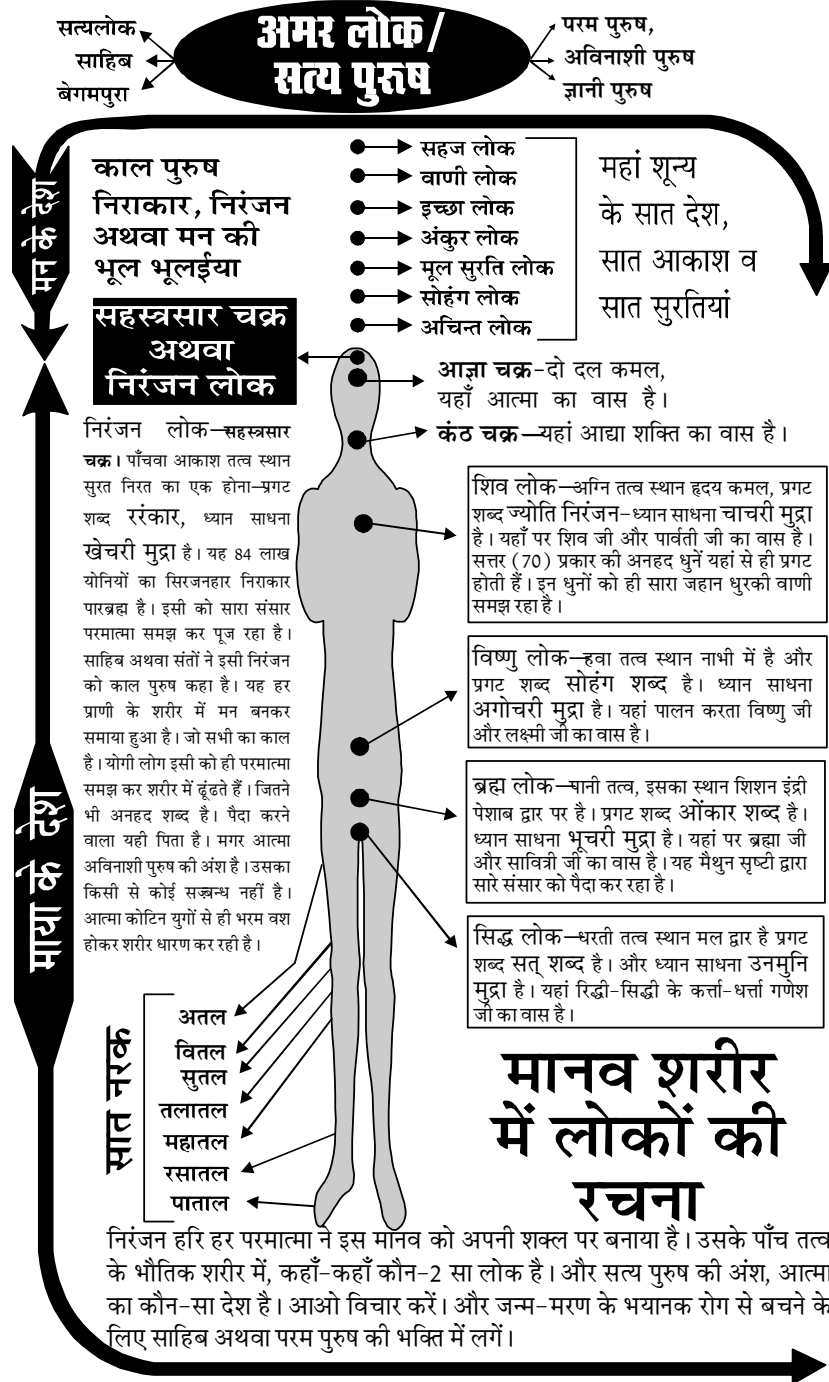 सत्यलोक
साहिब
बेगमपुरा
अमर लोक/
सत्य पुरुष
परम पुरुष,
अविनाशी पुरुष
ज्ञानी पुरुष
मन के देश
काल पुरुष
निराकार, निरंजन
अथवा मन की
भूल भूलईया
सहज लोक
वाणी लोक
इच्छा लोक
अंकुर लोक
मूल सुरति लोक
सोहंग लोक
अचिन्त लोक
महां शून्य
के सात देश,
सात आकाश व
सात सुरतियां
सहस्त्रसार चक्र
अथवा
निरंजन लोक
आज्ञा चक्र-दो दल कमल,
यहाँ आत्मा का वास है।
कंठ चक्र—यहां आद्या शक्ति का वास है।
निरंजन लोक—सहस्त्रसार
चक्र। पाँचवा आकाश तत्व स्थान
सुरत निरत का एक होना—प्रगट
शब्द ररंकार, ध्यान साधना
खेचरी मुद्रा है। यह 84 लाख
योनियों का सिरजनहार निराकार
पारब्रह्म है। इसी को सारा संसार
परमात्मा समझ कर पूज रहा है।
साहिब अथवा संतों ने इसी निरंजन
को काल पुरुष कहा है। यह हर
प्राणी के शरीर में मन बनकर
समाया हुआ है। जो सभी का काल
है। योगी लोग इसी को ही परमात्मा
समझ कर शरीर में ढूंढते हैं। जितने
भी अनहद शब्द है। पैदा करने
वाला यही पिता है। मगर आत्मा
अविनाशी पुरुष की अंश है। उसका
किसी से कोई सज्बन्ध नहीं है।
आत्मा कोटिन युगों से ही भरम वश
होकर शरीर धारण कर रही है।
शिव लोक—अग्नि तत्व स्थान हृदय कमल, प्रगट
शब्द ज्योति निरंजन-ध्यान साधना चाचरी मुद्रा
है। यहाँ पर शिव जी और पार्वती जी का वास है।
सत्तर (70) प्रकार की अनहद धुनें यहां से ही प्रगट
होती हैं। इन धुनों को ही सारा जहान धुरकी वाणी
समझ रहा है।
विष्णु लोक—हवा तत्व स्थान नाभी में है और
प्रगट शब्द सोहंग शब्द है। ध्यान साधना
अगोचरी मुद्रा है। यहां पालन करता विष्णु जी
और लक्ष्मी जी का वास है।
ब्रह्म लोक—पानी तत्व, इसका स्थान शिशन इंद्री
पेशाब द्वार पर है। प्रगट शब्द ओंकार शब्द है।
ध्यान साधना भूचरी मुद्रा है। यहां पर ब्रह्मा जी
और सावित्री जी का वास है। यह मैथुन सृष्टी द्वारा
सारे संसार को पैदा कर रहा है।
सिद्ध लोक—धरती तत्व स्थान मल द्वार है प्रगट
शब्द सत् शब्द है। और ध्यान साधना उनमुनि
मुद्रा है। यहां रिद्धी-सिद्धी के कर्त्ता-धर्त्ता गणेश
जी का वास है।
माया के देश
सात नरक
अतल
वितल
सुतल
तलातल
महातल
रसातल
पाताल
मानव शरीर
में लोकों की
रचना
निरंजन हरि हर परमात्मा ने इस मानव को अपनी शक्ल पर बनाया है। उसके पाँच तत्व
के भौतिक शरीर में, कहाँ-कहाँ कौन-2 सा लोक है। और सत्य पुरुष की अंश, आत्मा
का कौन-सा देश है। आओ विचार करें। और जन्म-मरण के भयानक रोग से बचने के
लिए साहिब अथवा परम पुरुष की भक्ति में लगें।